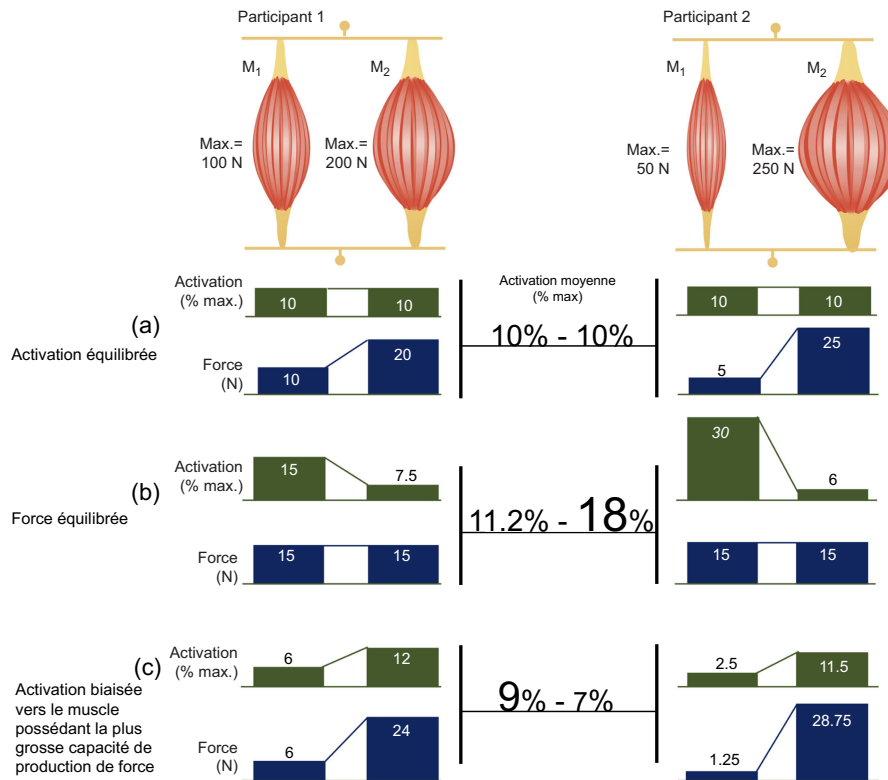 Participant 1
Participant 2
M1
M2
M1
M2
Max.=
100 N
Max.=
200 N
Max.=
50 N
Max.=
250 N
Activation
(% max.)
10
10
Activation moyenne
(% max)
10
10
(a)
Activation équilibrée
10% - 10%
Force
(N)
10
20
5
25
Activation
(% max.)
15
7.5
30
6
(b)
Force équilibrée
11.2% - 18%
Force
(N)
15
15
15
15
(c)
Activation
(% max.)
6
12
2.5
11.5
Activation biaisée
vers le muscle
possédant la plus
grosse capacité de
production de force
9% - 7%
Force
(N)
6
24
1.25
28.75